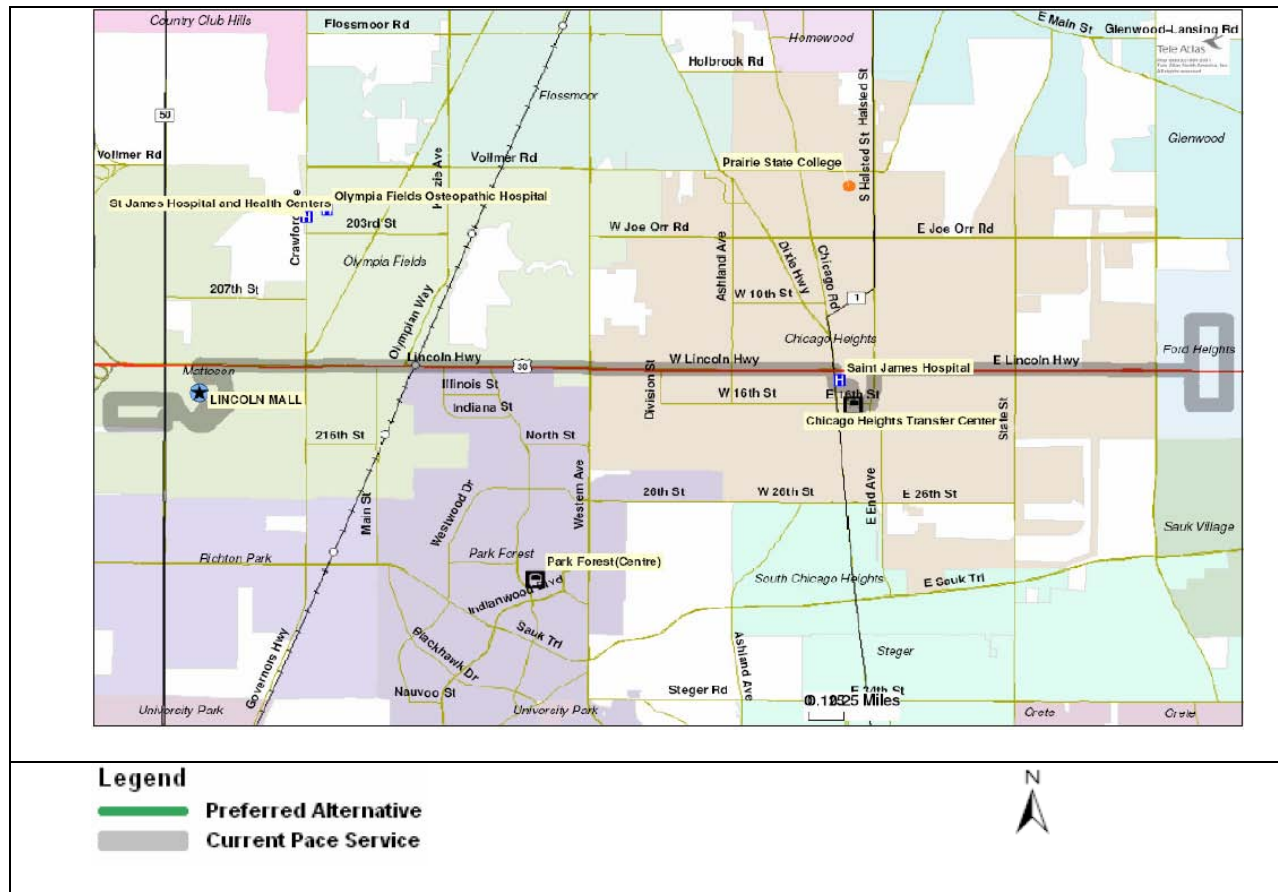 Country Club Hills
Flossmoor Rd
Homewood
E Main St
Glenwood-Lansing Rd
Tele Atlas
Holbrook Rd
Flossmoor
50
S Halsted St
Halsted St
Glenwood
Vollmer Rd
Vollmer Rd
Prairie State College
Olympia Fields Osteopathic Hospital
St James Hospital and Health Centers
203rd St
W Joe Orr Rd
E Joe Orr Rd
Ashland Ave
Dixie Hwy
Chicago Rd
Olympia Fields
207th St
Olympian Way
W 10th St
1
Chicago Heights
Lincoln Hwy
30
W Lincoln Hwy
E Lincoln Hwy
Ford Heights
Matteson
Saint James Hospital
LINCOLN MALL
Illinois St
Indiana St
Division St
W 16th St
E 16th St
State St
Chicago Heights Transfer Center
216th St
North St
Main St
Westwood Dr
Western Ave
26th St
W 26th St
E 26th St
E End Ave
Sauk Village
Richton Park
Park Forest
Park Forest(Centre)
South Chicago Heights
E Sauk Trl
Indianwood Blvd
Sauk Trl
Blackhawk Dr
Governors Hwy
Ashland Ave
Steger
Nauvoo St
Steger Rd
E 34th St
University Park
University Park
Miles
Crete
Crete
Legend
Preferred Alternative
Current Pace Service
N